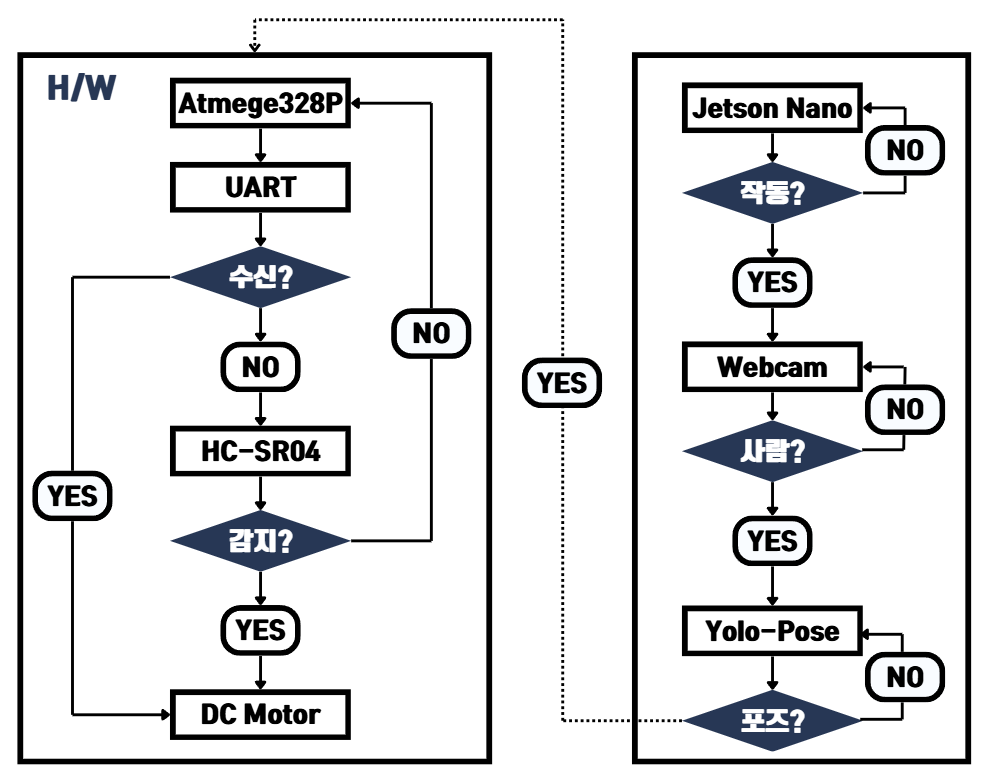 H/W
Atmege328P
UART
수신?
NO
NO
HC-SR04
YES
감지?
YES
DC Motor
YES
Jetson Nano
NO
작동?
YES
Webcam
NO
사람?
YES
Yolo-Pose
NO
포즈?